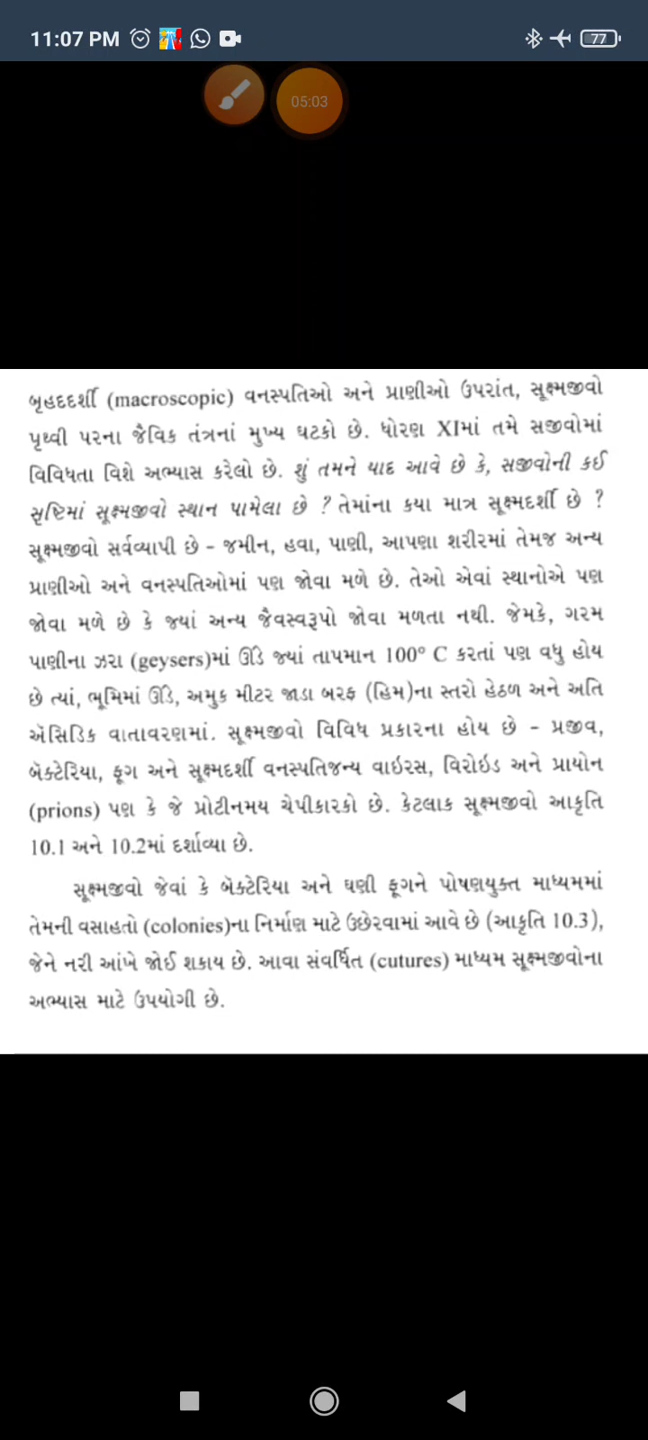 11:07 PM
77
05:03
બૃહદદર્શી (macroscopic) વનસ્પતિઓ અને પ્રાણીઓ ઉપરાંત, સૂક્ષ્મજીવો
પૃથ્વી પરના જૈવિક તંત્રનાં મુખ્ય ઘટકો છે. ધોરણ XIમાં તમે સજીવોમાં
વિવિધતા વિશે અભ્યાસ કરેલો છે. શું તમને યાદ આવે છે કે, સજીવોની કઈ
સૃષ્ટિમાં સૂક્ષ્મજીવો સ્થાન પામેલા છે ? તેમાંના કયા માત્ર સૂક્ષ્મદર્શી છે ?
સૂક્ષ્મજીવો સર્વવ્યાપી છે - જમીન, હવા, પાણી, આપણા શરીરમાં તેમજ અન્ય
પ્રાણીઓ અને વનસ્પતિઓમાં પણ જોવા મળે છે. તેઓ એવાં સ્થાનોએ પણ
જોવા મળે છે કે જ્યાં અન્ય જૈવસ્વરૂપો જોવા મળતા નથી. જેમકે, ગરમ
પાણીના ઝરા (geysers)માં ઊંડે જ્યાં તાપમાન 100° C કરતાં પણ વધુ હોય
છે ત્યાં, ભૂમિમાં ઊંડે, અમુક મીટર જાડા બરફ (હિમ)ના સ્તરો હેઠળ અને અતિ
ઍસિડિક વાતાવરણમાં. સૂક્ષ્મજીવો વિવિધ પ્રકારના હોય છે - પ્રજીવ,
બૅક્ટેરિયા, ફૂગ અને સૂક્ષ્મદર્શી વનસ્પતિજન્ય વાઇરસ, વિરોઇડ અને પ્રાયોન
(prions) પણ કે જે પ્રોટીનમય ચેપીકારકો છે. કેટલાક સૂક્ષ્મજીવો આકૃતિ
10.1 અને 10.2માં દર્શાવ્યા છે.
સૂક્ષ્મજીવો જેવાં કે બૅક્ટેરિયા અને ઘણી ફૂગને પોષણયુક્ત માધ્યમમાં
તેમની વસાહતો (colonies)ના નિર્માણ માટે ઉછેરવામાં આવે છે (આકૃતિ 10.3),
જેને નરી આંખે જોઈ શકાય છે. આવા સંવર્ધિત (cutures) માધ્યમ સૂક્ષ્મજીવોના
અભ્યાસ માટે ઉપયોગી છે.